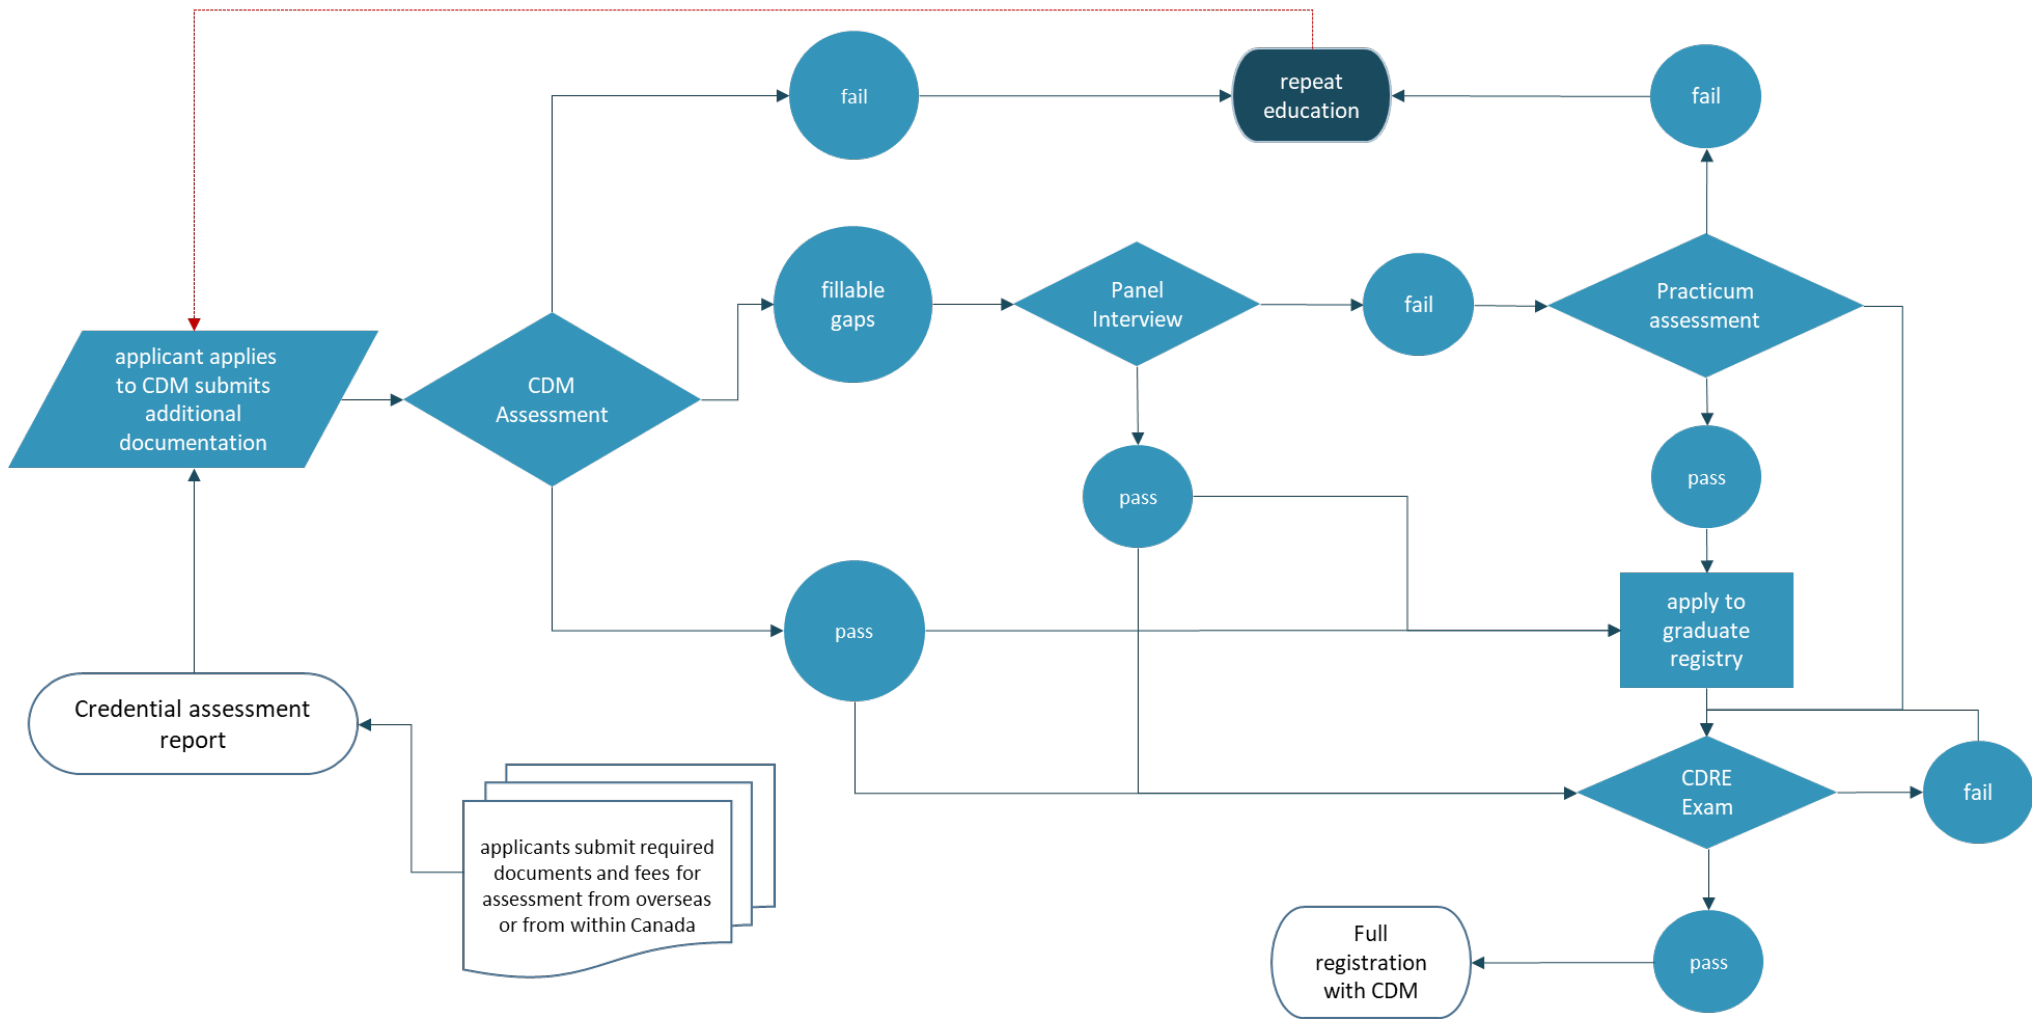 fail
repeat
education
fail
applicant applies
to CDM submits
additional
documentation
CDM
Assessment
fillable
gaps
Panel
Interview
fail
Practicum
assessment
pass
pass
pass
apply to
graduate
registry
Credential assessment
report
applicants submit required
documents and fees for
assessment from overseas
or from within Canada
CDRE
Exam
fail
Full
registration
with CDM
pass